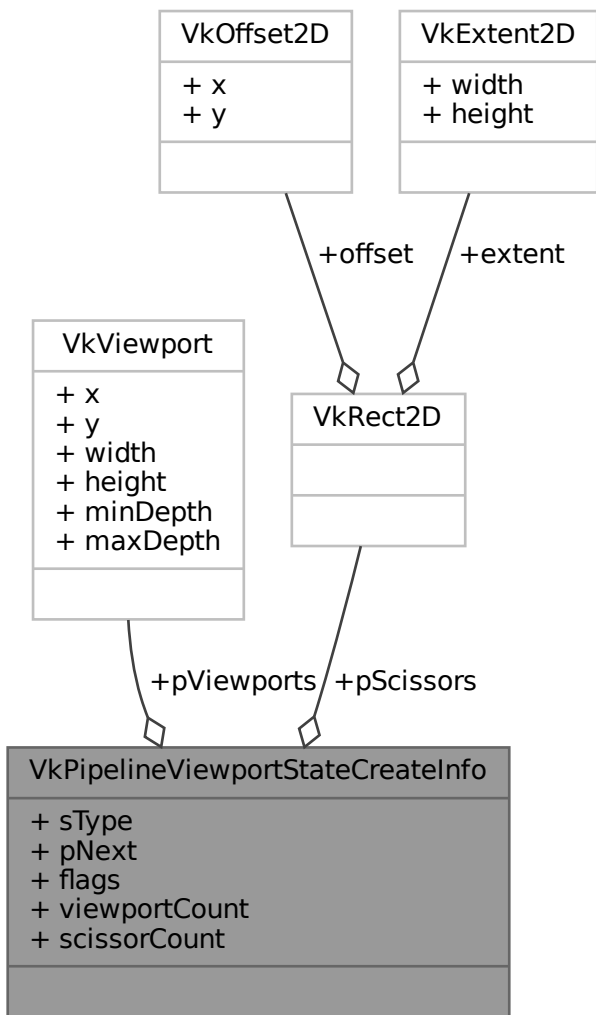 VkOffset2D
+ x
+ y
VkExtent2D
+ width
+ height
+offset
+extent
VkViewport
+ x
+ y
+ width
+ height
+ minDepth
+ maxDepth
VkRect2D
+pViewports
+pScissors
VkPipelineViewportStateCreateInfo
+ sType
+ pNext
+ flags
+ viewportCount
+ scissorCount